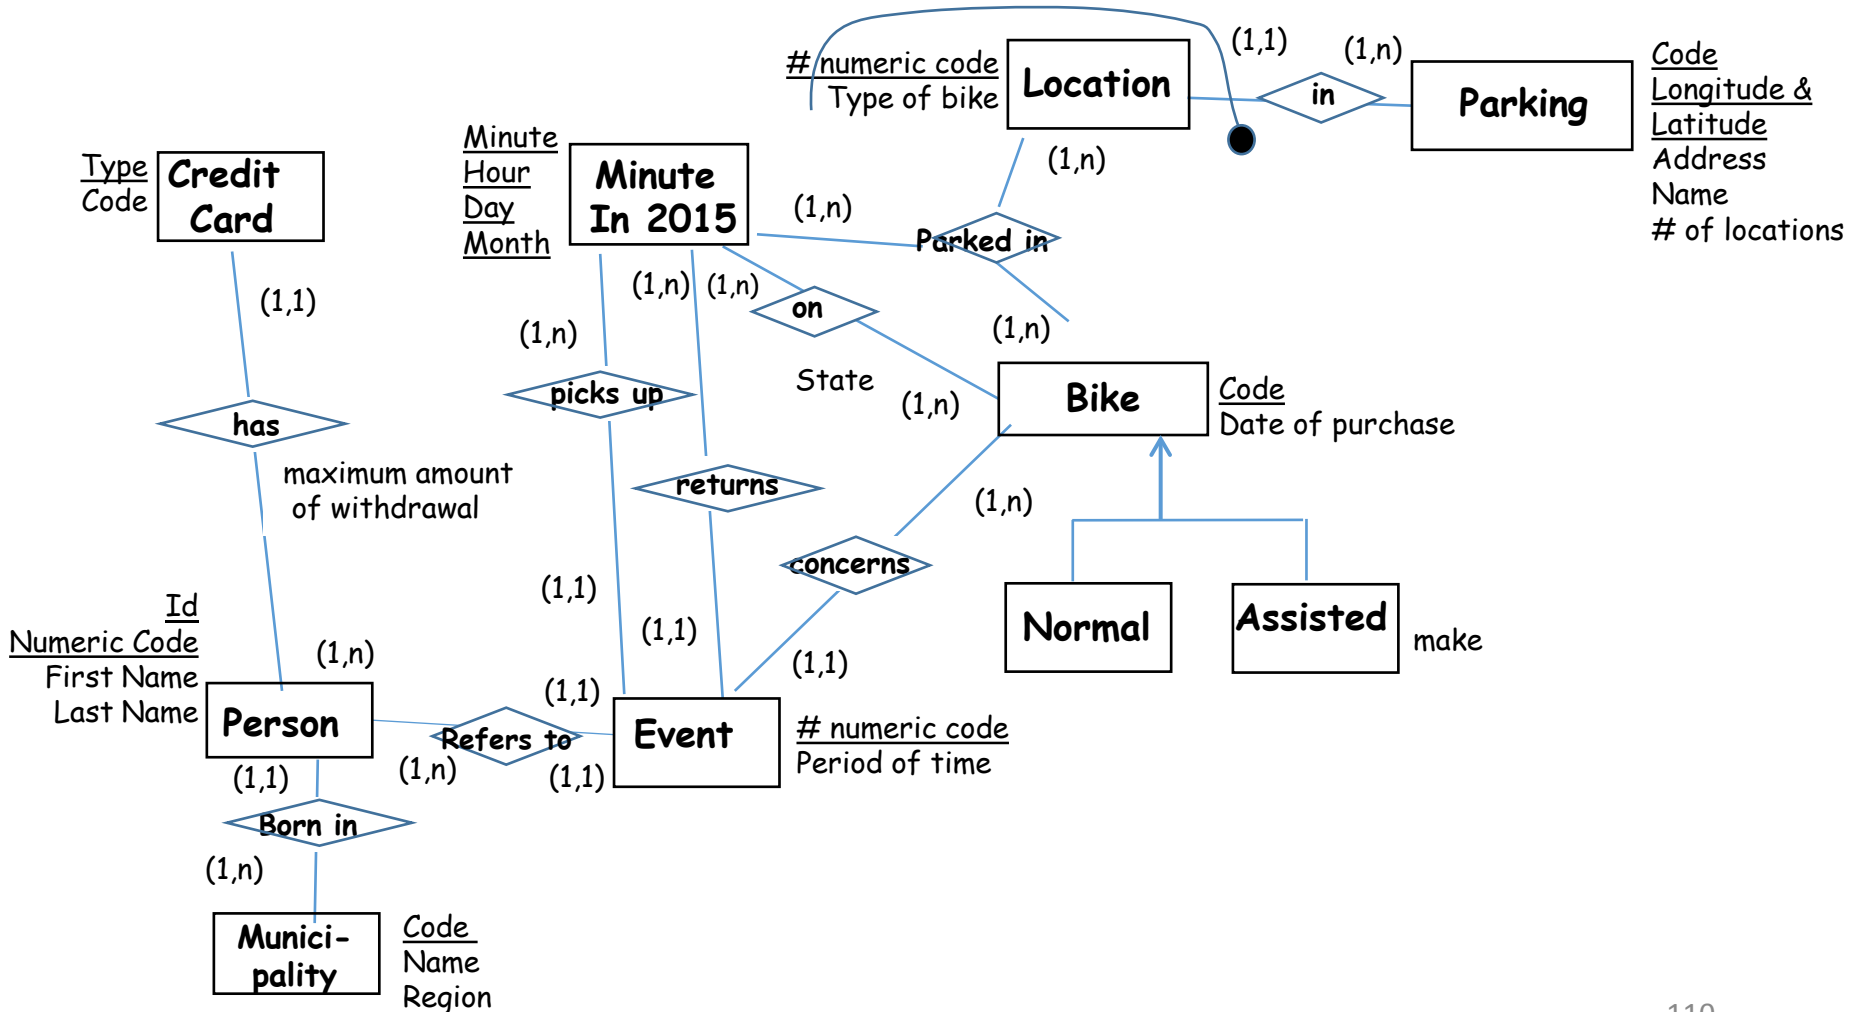 (1,1)
(1,n)
# numeric code
Type of bike
Location
in
Parking
Code
Longitude &
Latitude
Address
Name
# of locations
Type
Code
Credit
Card
Minute
Hour
Day
Month
Minute
In 2015
(1,n)
(1,n)
Parked in
(1,1)
(1,n)
(1,n)
on
(1,n)
(1,n)
picks up
State
(1,n)
Bike
Code
Date of purchase
has
maximum amount
of withdrawal
returns
(1,n)
concerns
(1,1)
(1,1)
(1,1)
Normal
Assisted
make
Id
Numeric Code
First Name
Last Name
(1,n)
Person
(1,1)
Refers to
(1,n)
(1,1)
Event
# numeric code
Period of time
(1,1)
Born in
(1,n)
Munici-
pality
Code
Name
Region
110